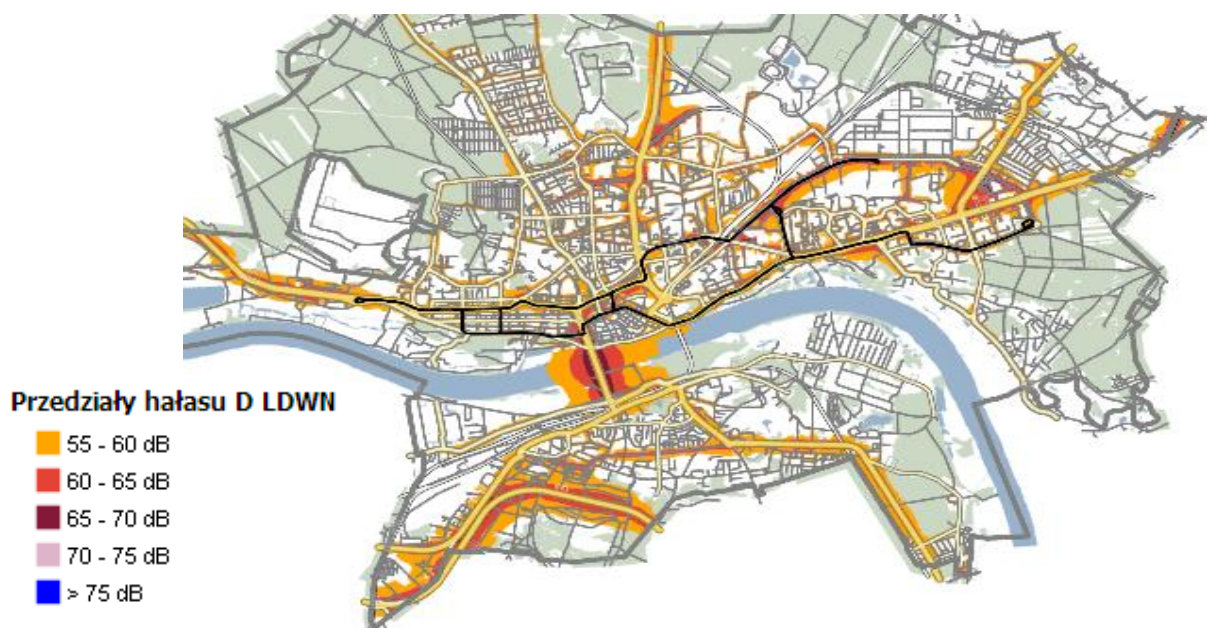 Przedziały hałasu D LDWN
55 - 60 dB
60 - 65 dB
65 - 70 dB
70 - 75 dB
> 75 dB